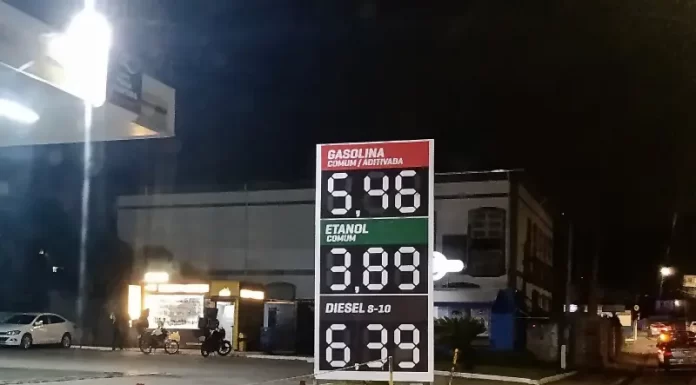 GASOLINA
COMUM / ADITIVADA
5,46
ETANOL
COMUM
3,89
DIESEL S-10
6,39